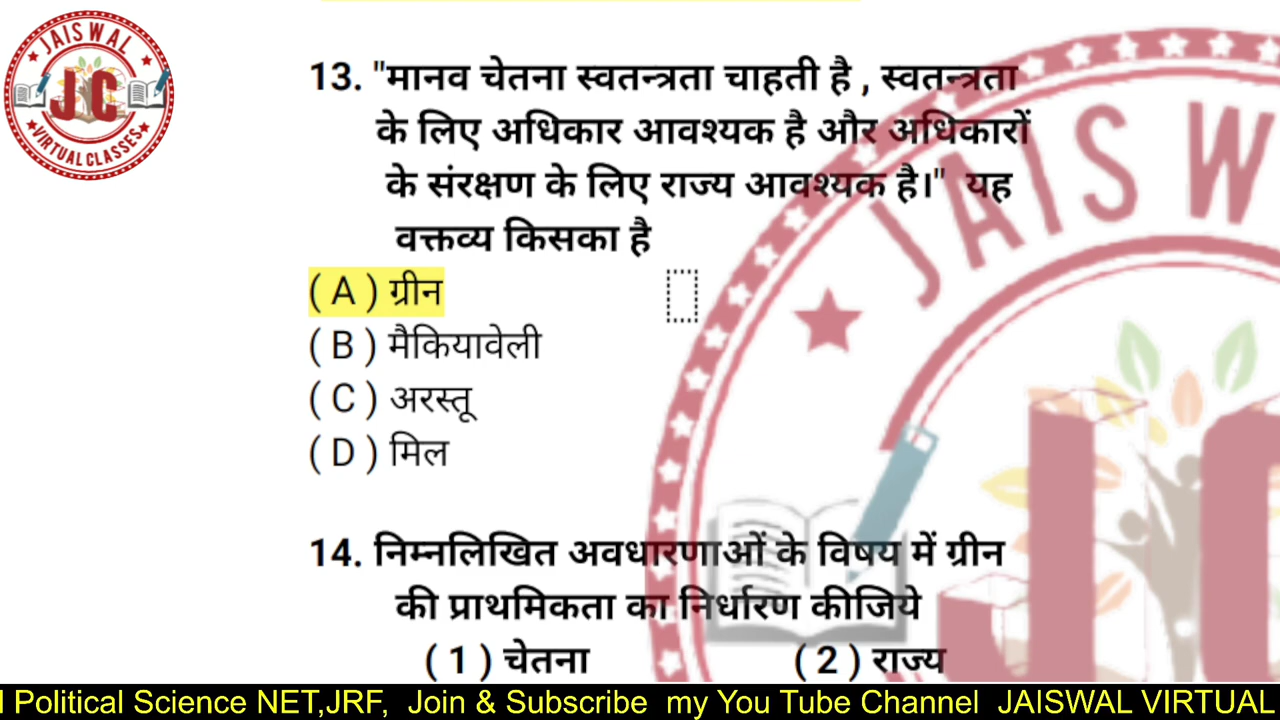 JAISWAL
JC
VIRTUAL CLASSES
13. "मानव चेतना स्वतन्त्रता चाहती है , स्वतन्त्रता
के लिए अधिकार आवश्यक है और अधिकारों
के संरक्षण के लिए राज्य आवश्यक है।" यह
वक्तव्य किसका है
( A ) ग्रीन
( B ) मैकियावेली
( C ) अरस्तू
( D ) मिल
14. निम्नलिखित अवधारणाओं के विषय में ग्रीन
की प्राथमिकता का निर्धारण कीजिये
( 1 ) चेतना ( 2 ) राज्य
JAISW
Political Science NET,JRF, Join & Subscribe my You Tube Channel JAISWAL VIRTUAL